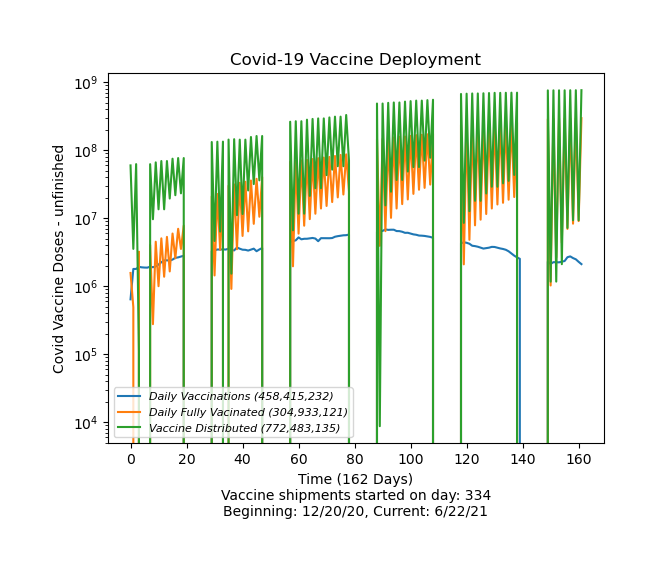 Covid-19 Vaccine Deployment
Covid Vaccine Doses - unfinished
10^9
10^8
10^7
10^6
10^5
10^4
Daily Vaccinations (458,415,232)
Daily Fully Vacinated (304,933,121)
Vaccine Distributed (772,483,135)
0 20 40 60 80 100 120 140 160
Time (162 Days)
Vaccine shipments started on day: 334
Beginning: 12/20/20, Current: 6/22/21